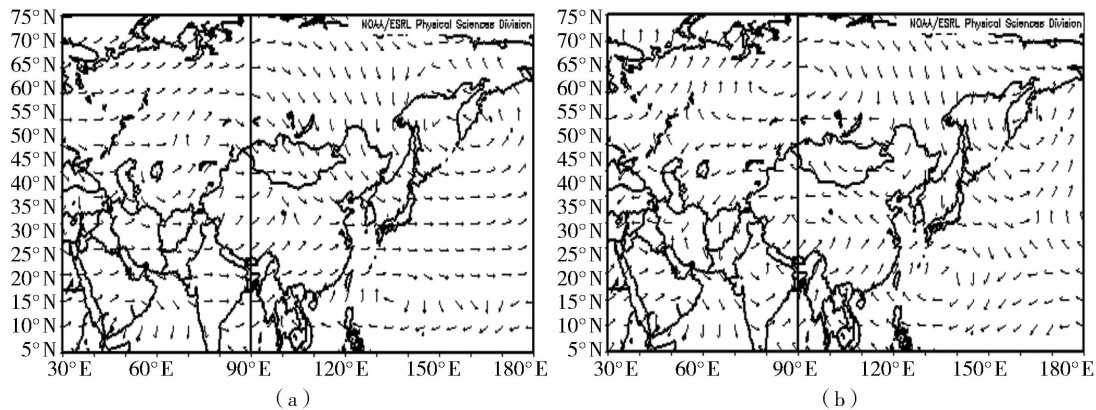 NOAA/ESRL Physical Sciences Division
75°N
70°N
65°N
60°N
55°N
50°N
45°N
40°N
35°N
30°N
25°N
20°N
15°N
10°N
5°N
30°E 60°E 90°E 120°E 150°E 180°E
(a)
NOAA/ESRL Physical Sciences Division
75°N
70°N
65°N
60°N
55°N
50°N
45°N
40°N
35°N
30°N
25°N
20°N
15°N
10°N
5°N
30°E 60°E 90°E 120°E 150°E 180°E
(b)